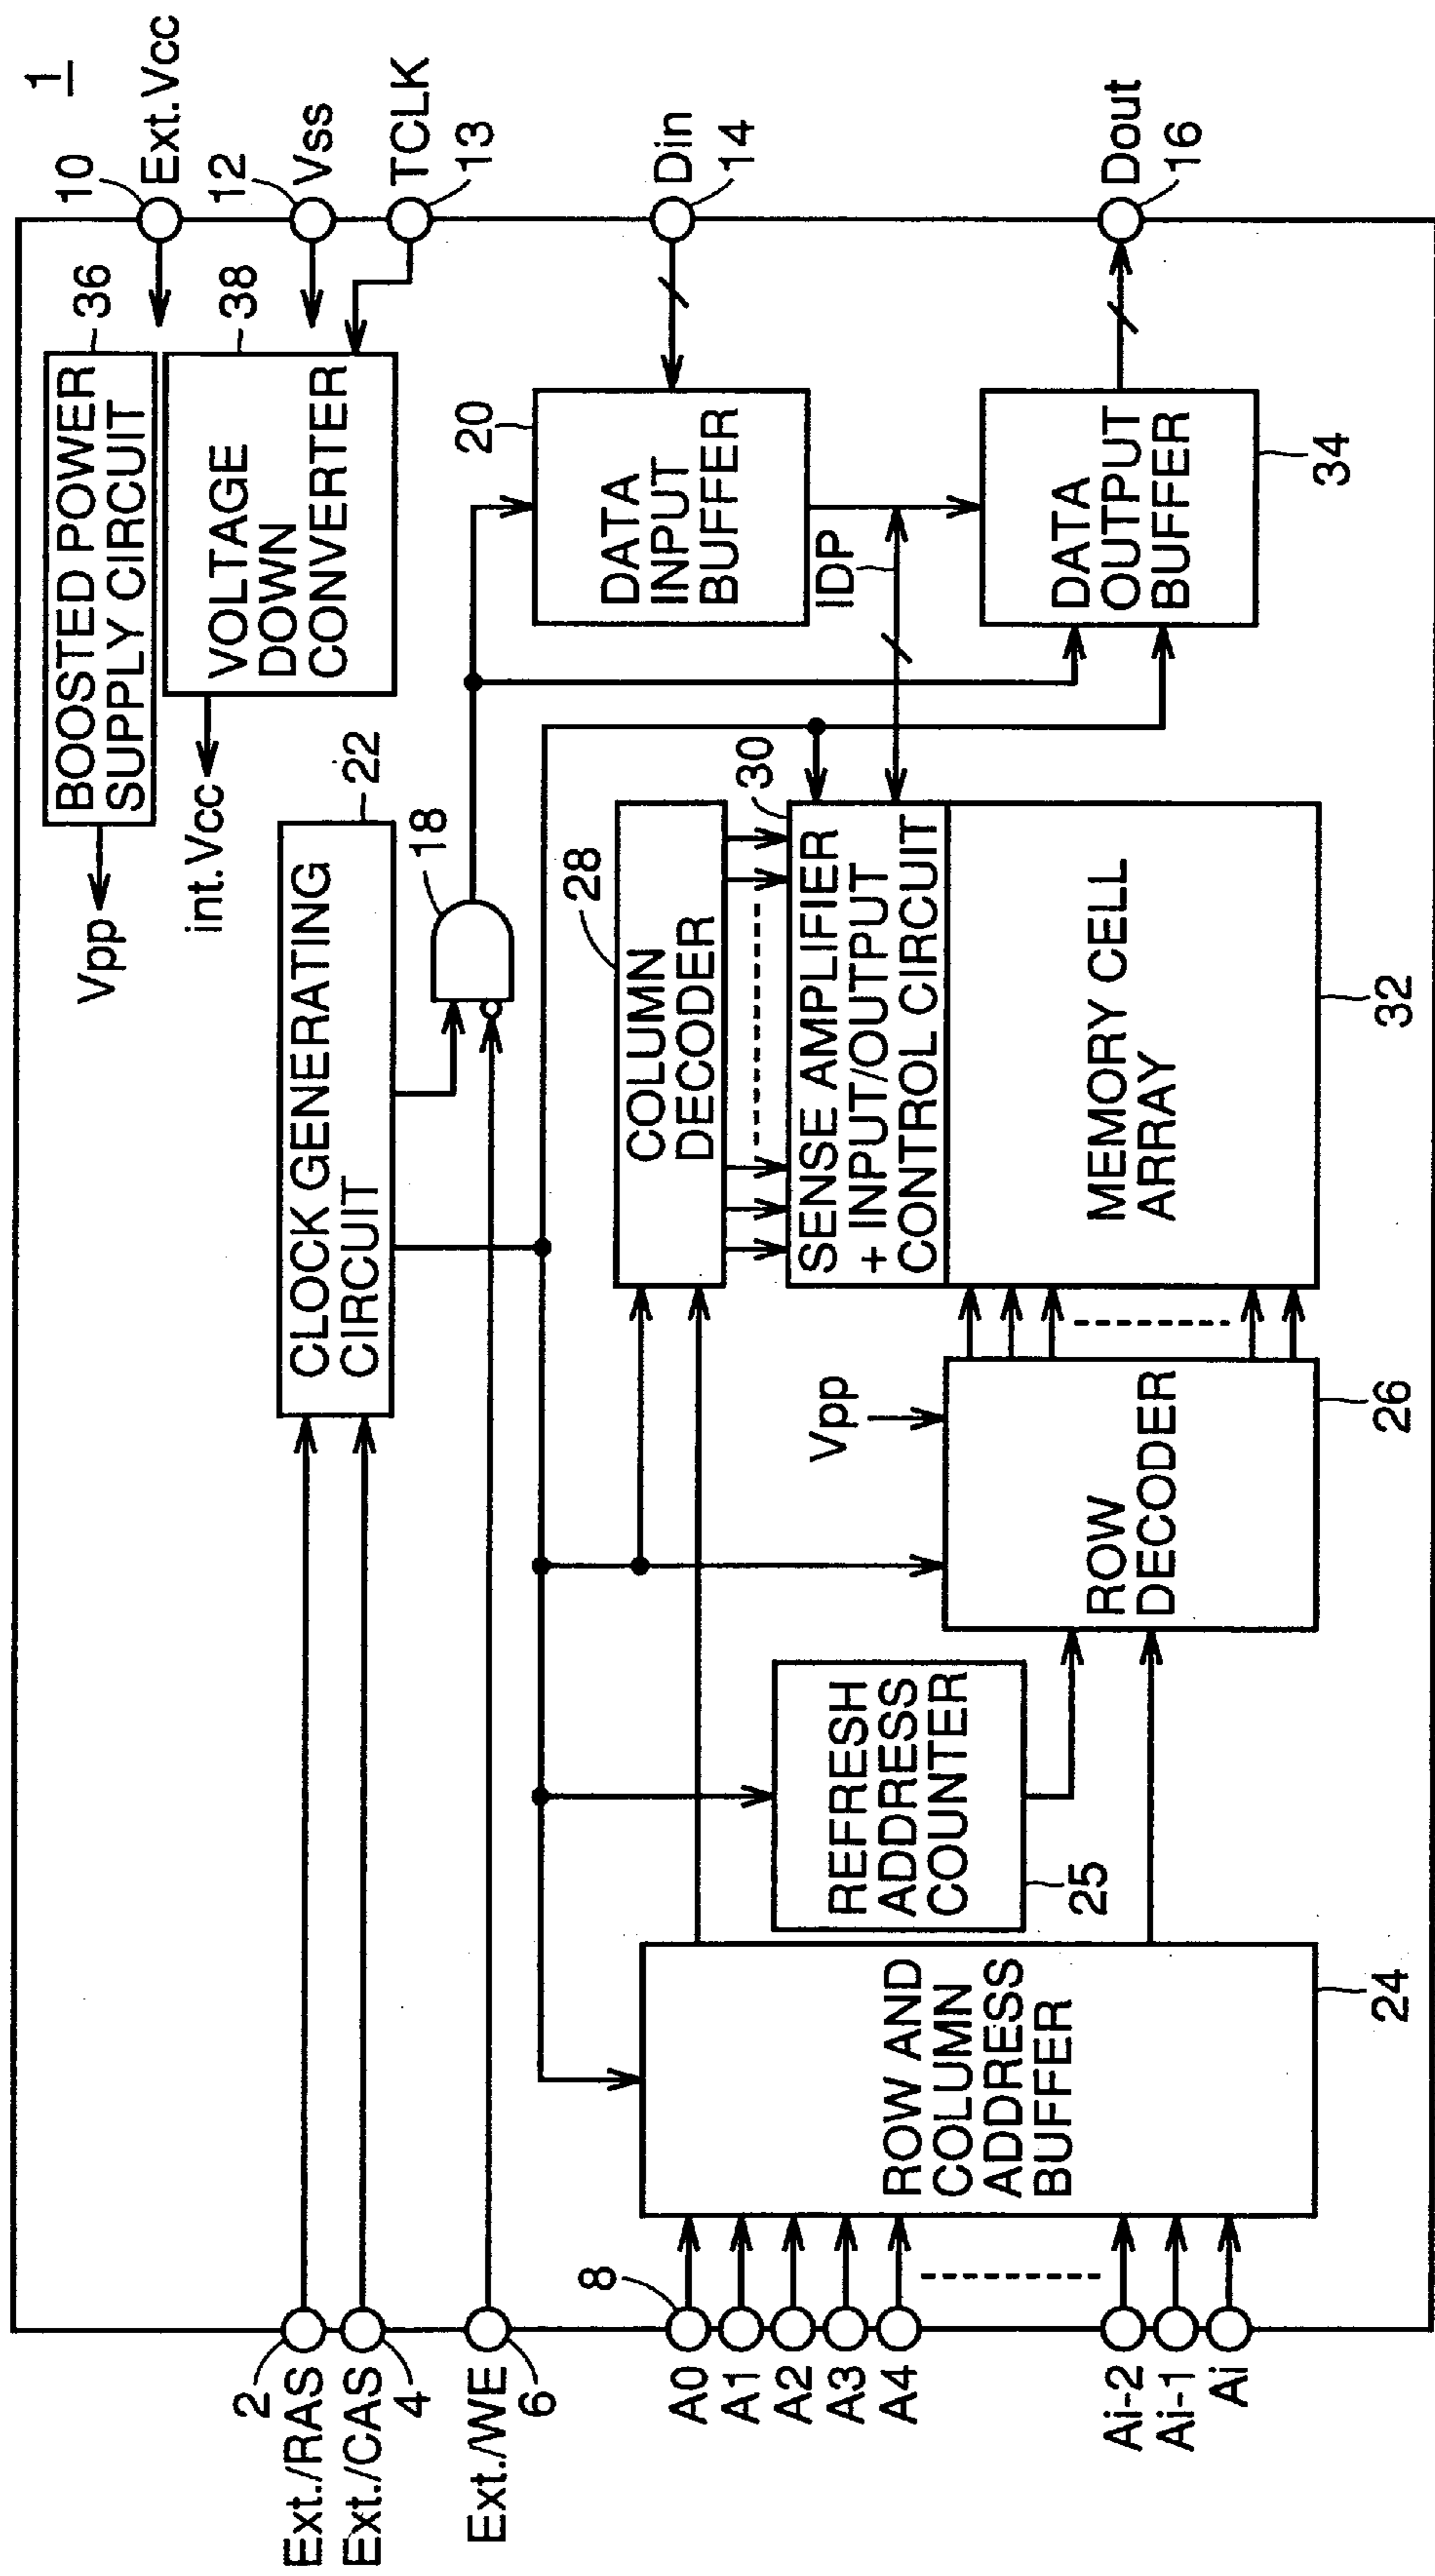 1
BOOSTED POWER
SUPPLY CIRCUIT
36
Vpp
10
Ext.Vcc
VOLTAGE
DOWN
CONVERTER
38
int.Vcc
12
Vss
TCLK
13
CLOCK GENERATING
CIRCUIT
22
2
Ext./RAS
Ext./CAS
4
18
Ext./WE
6
DATA
INPUT
BUFFER
20
Din
14
IDP
COLUMN
DECODER
28
SENSE AMPLIFIER
+ INPUT/OUTPUT
CONTROL CIRCUIT
30
MEMORY CELL
ARRAY
32
DATA
OUTPUT
BUFFER
34
Dout
16
Vpp
ROW
DECODER
26
REFRESH
ADDRESS
COUNTER
25
ROW AND
COLUMN
ADDRESS
BUFFER
24
8
A0
A1
A2
A3
A4
Ai-2
Ai-1
Ai